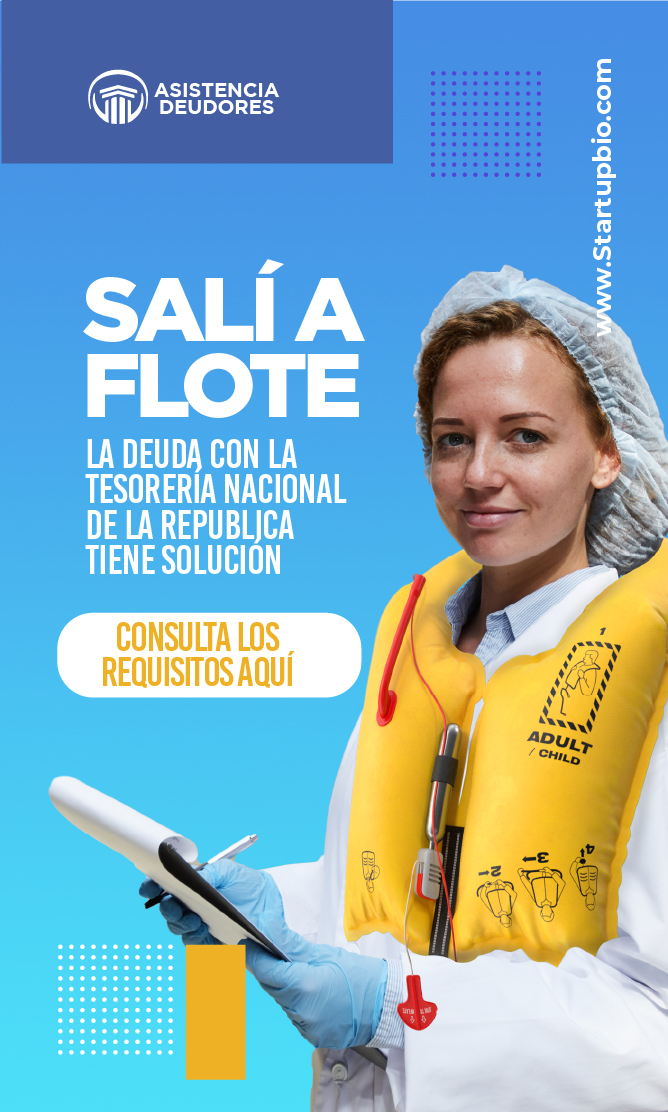 ASISTENCIA
DEUDORES
www.Startupbio.com
SALÍ A
FLOTE
LA DEUDA CON LA
TESORERÍA NACIONAL
DE LA REPUBLICA
TIENE SOLUCIÓN
CONSULTA LOS
REQUISITOS AQUÍ
1
ADULT
/ CHILD
2
3
4